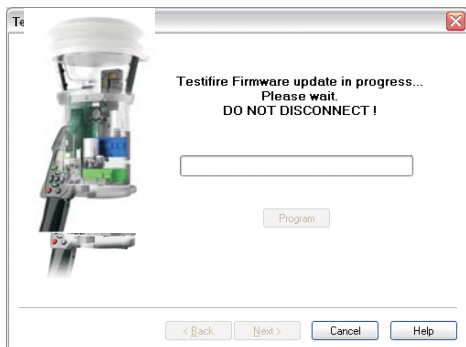 Te
Testifire Firmware update in progress...
Please wait.
DO NOT DISCONNECT !
Program
< Back
Next >
Cancel
Help